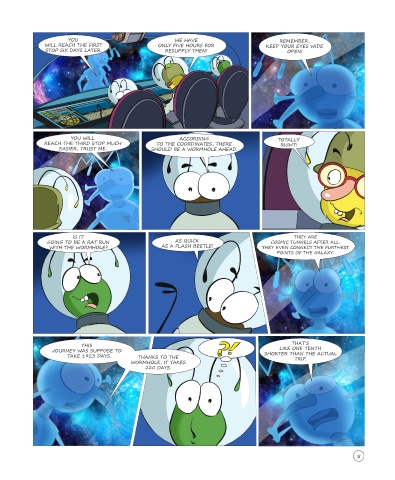 YOU
WILL REACH THE FIRST
STOP SIX DAYS LATER.
WE HAVE
ONLY FIVE HOURS FOR
RESUPPLY THEN!
REMEMBER...
KEEP YOUR EYES WIDE
OPEN!
YOU WILL
REACH THE THIRD STOP MUCH
EASIER, TRUST ME.
ACCORDING
TO THE COORDINATES, THERE
SHOULD BE A WORMHOLE AHEAD.
TOTALLY
RIGHT!
IS IT
GOING TO BE A RAT RUN
WITH THE WORMHOLE?
AS QUICK
AS A FLASH BEETLE!
THEY ARE
COSMIC TUNNELS AFTER ALL.
THEY EVEN CONNECT THE FURTHEST
POINTS OF THE GALAXY.
THIS
JOURNEY WAS SUPPOSE TO
TAKE 1923 DAYS.
THANKS TO THE
WORMHOLE, IT TAKES
220 DAYS.
?!
THAT'S
LIKE ONE TENTH
SHORTER THAN THE ACTUAL
TRIP.